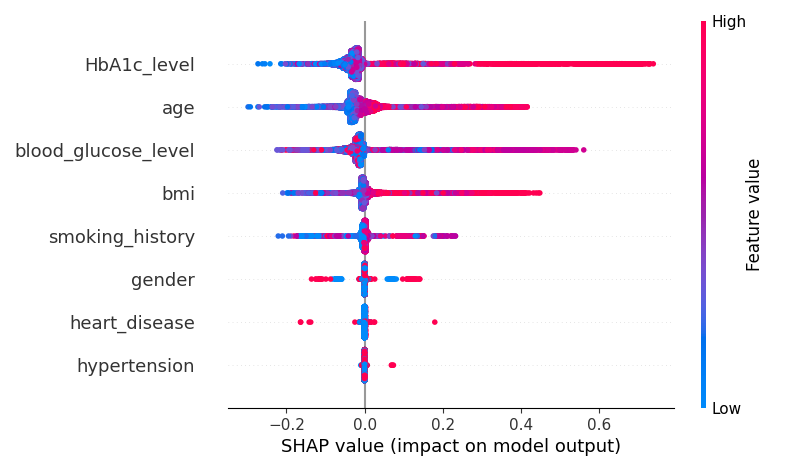 High
HbA1c_level
age
blood_glucose_level
bmi
smoking_history
gender
heart_disease
hypertension
Feature value
Low
−0.2 0.0 0.2 0.4 0.6
SHAP value (impact on model output)